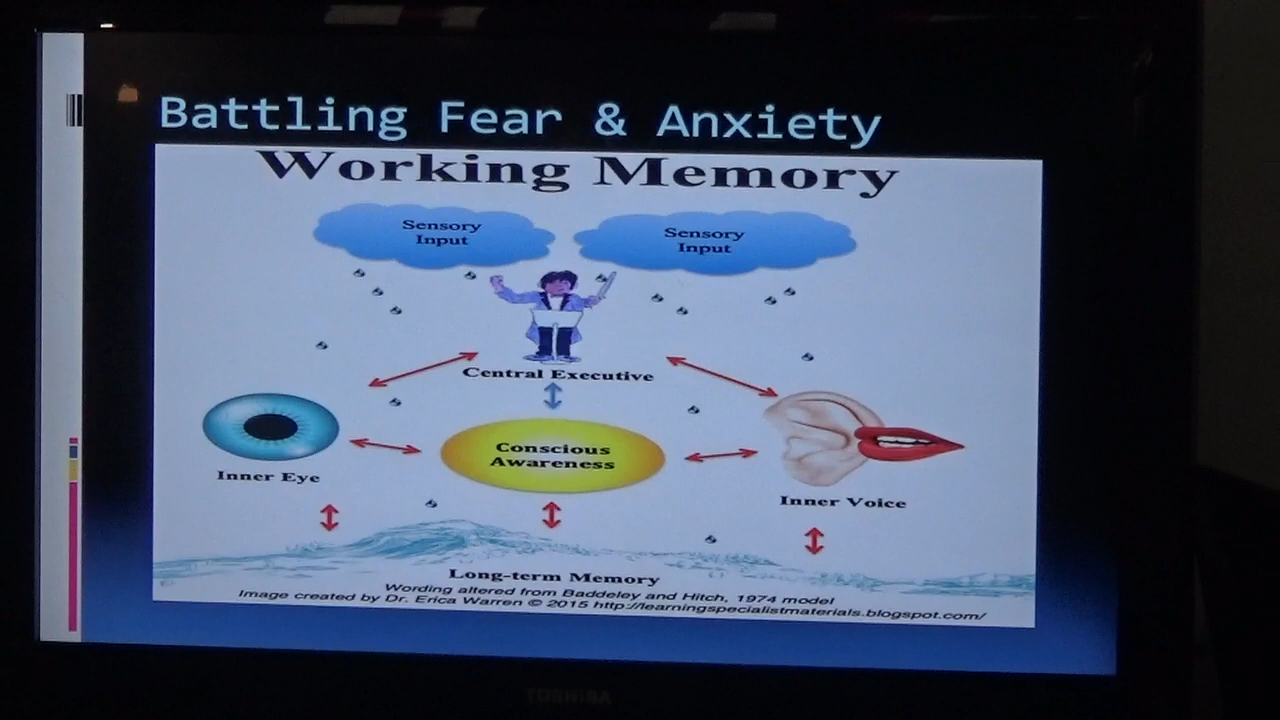 Battling Fear & Anxiety
Working Memory
Sensory
Input
Sensory
Input
Central Executive
Conscious
Awareness
Inner Eye
Inner Voice
Long-term Memory
Wording altered from Baddeley and Hitch, 1974 model
Image created by Dr. Erica Warren © 2015 http://learningspecialistmaterials.blogspot.com/
TOSHIBA